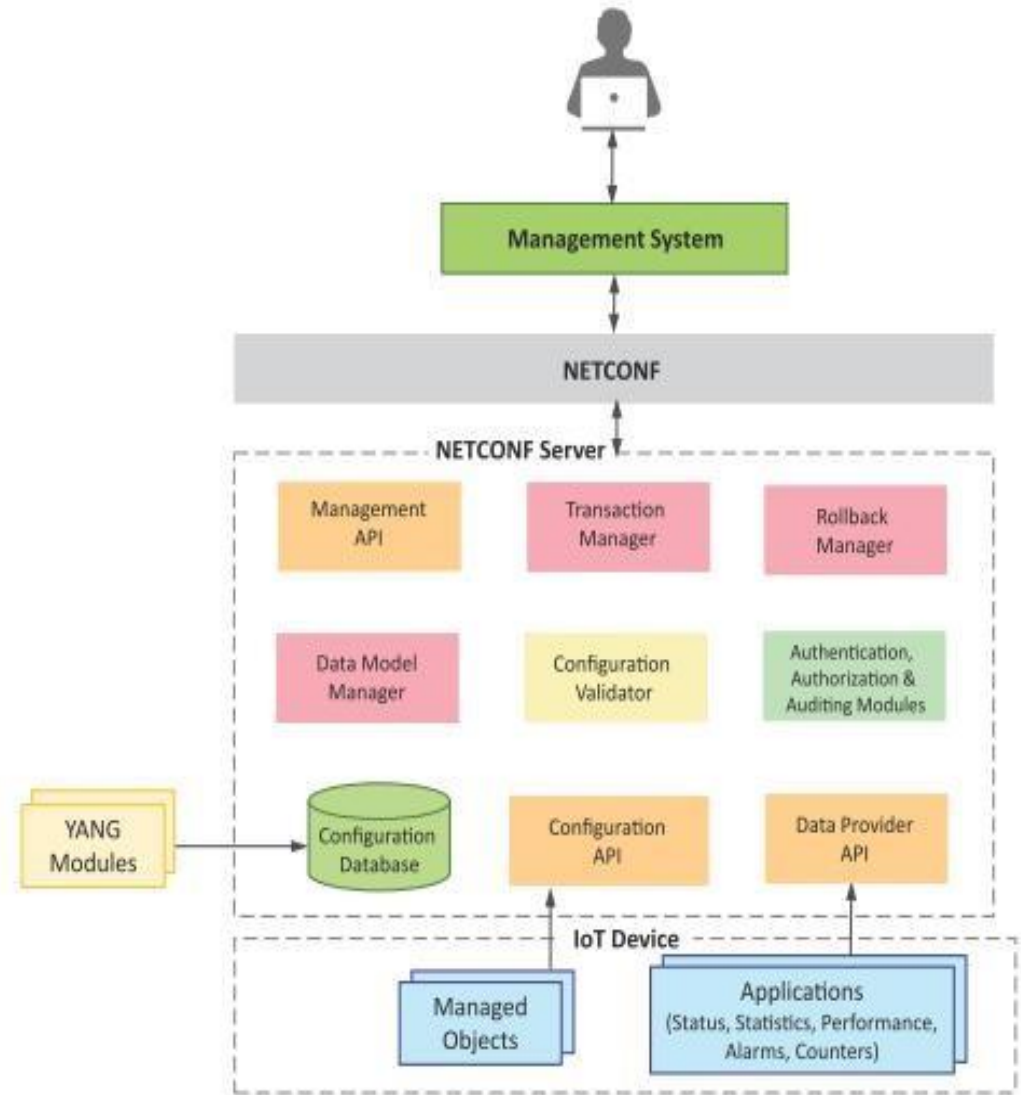 Management System
NETCONF
NETCONF Server
Management
API
Transaction
Manager
Rollback
Manager
Data Model
Manager
Configuration
Validator
Authentication,
Authorization &
Auditing Modules
YANG
Modules
Configuration
Database
Configuration
API
Data Provider
API
IoT Device
Managed
Objects
Applications
(Status, Statistics, Performance,
Alarms, Counters)